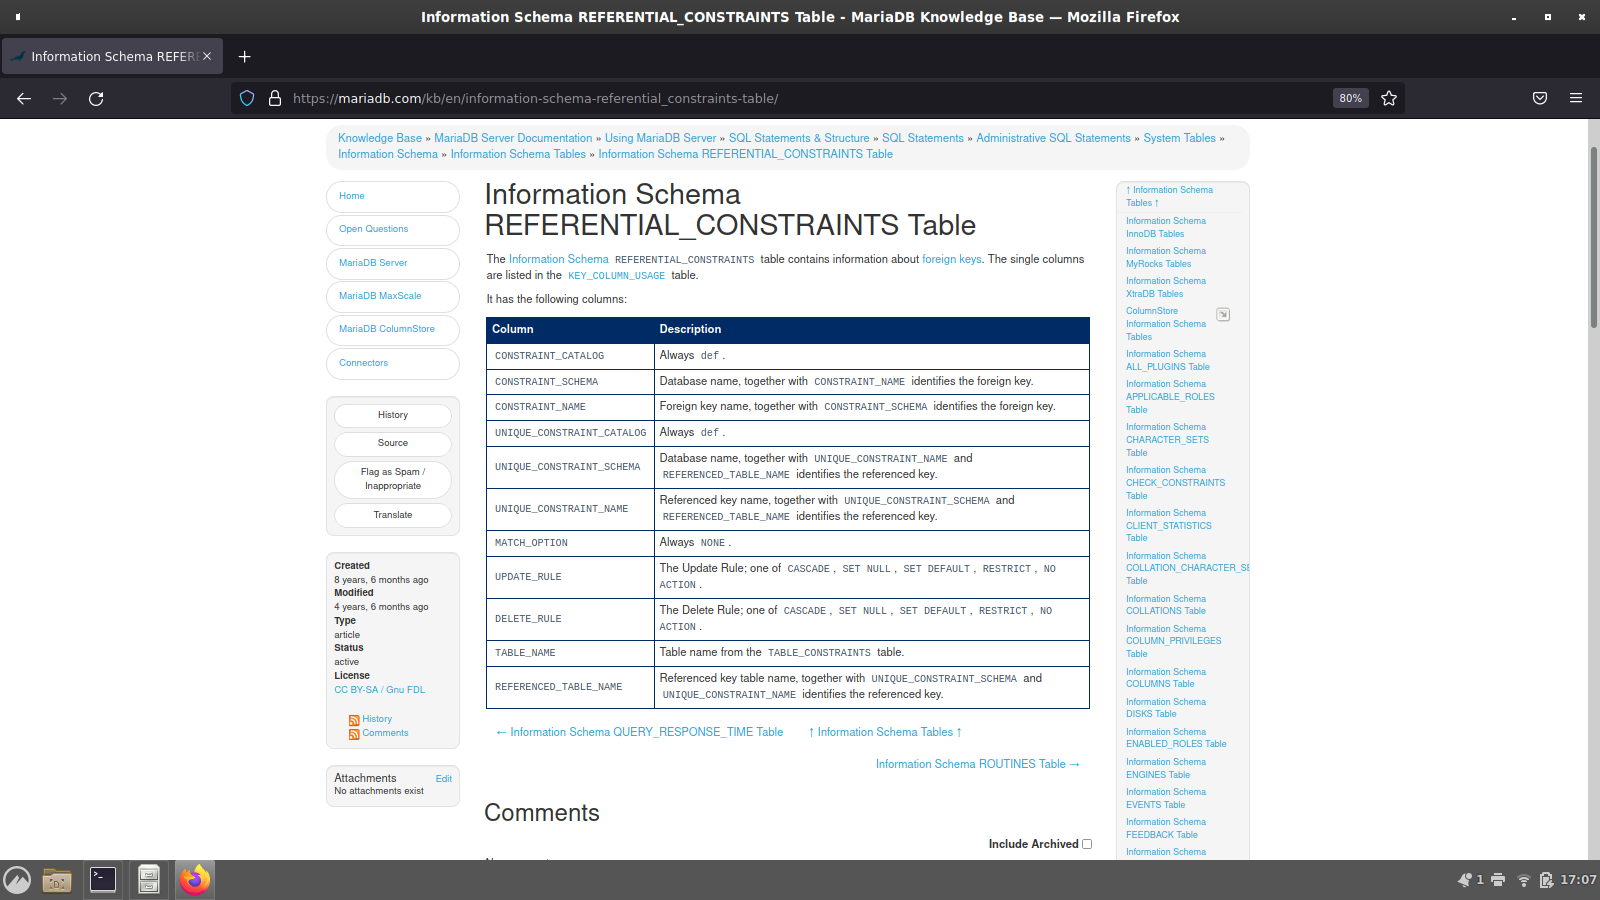 Information Schema REFERENTIAL_CONSTRAINTS Table - MariaDB Knowledge Base — Mozilla Firefox
Information Schema REFER
https://mariadb.com/kb/en/information-schema-referential_constraints-table/
80%
Knowledge Base » MariaDB Server Documentation » Using MariaDB Server » SQL Statements & Structure » SQL Statements » Administrative SQL Statements » System Tables »
Information Schema » Information Schema Tables » Information Schema REFERENTIAL_CONSTRAINTS Table
Home
Open Questions
MariaDB Server
MariaDB MaxScale
MariaDB ColumnStore
Connectors
History
Source
Flag as Spam /
Inappropriate
Translate
Created
8 years, 6 months ago
Modified
4 years, 6 months ago
Type
article
Status
active
License
CC BY-SA / Gnu FDL
History
Comments
Attachments Edit
No attachments exist
Information Schema
REFERENTIAL_CONSTRAINTS Table
The Information Schema REFERENTIAL_CONSTRAINTS table contains information about foreign keys. The single columns
are listed in the KEY_COLUMN_USAGE table.
It has the following columns:
Column Description
CONSTRAINT_CATALOG Always def.
CONSTRAINT_SCHEMA Database name, together with CONSTRAINT_NAME identifies the foreign key.
CONSTRAINT_NAME Foreign key name, together with CONSTRAINT_SCHEMA identifies the foreign key.
UNIQUE_CONSTRAINT_CATALOG Always def.
UNIQUE_CONSTRAINT_SCHEMA Database name, together with UNIQUE_CONSTRAINT_NAME and
REFERENCED_TABLE_NAME identifies the referenced key.
UNIQUE_CONSTRAINT_NAME Referenced key name, together with UNIQUE_CONSTRAINT_SCHEMA and
REFERENCED_TABLE_NAME identifies the referenced key.
MATCH_OPTION Always NONE.
UPDATE_RULE The Update Rule; one of CASCADE, SET NULL, SET DEFAULT, RESTRICT, NO
ACTION.
DELETE_RULE The Delete Rule; one of CASCADE, SET NULL, SET DEFAULT, RESTRICT, NO
ACTION.
TABLE_NAME Table name from the TABLE_CONSTRAINTS table.
REFERENCED_TABLE_NAME Referenced key table name, together with UNIQUE_CONSTRAINT_SCHEMA and
UNIQUE_CONSTRAINT_NAME identifies the referenced key.
← Information Schema QUERY_RESPONSE_TIME Table ↑ Information Schema Tables ↑
Information Schema ROUTINES Table →
Comments
Include Archived
↑ Information Schema
Tables ↑
Information Schema
InnoDB Tables
Information Schema
MyRocks Tables
Information Schema
XtraDB Tables
ColumnStore
Information Schema
Tables
Information Schema
ALL_PLUGINS Table
Information Schema
APPLICABLE_ROLES
Table
Information Schema
CHARACTER_SETS
Table
Information Schema
CHECK_CONSTRAINTS
Table
Information Schema
CLIENT_STATISTICS
Table
Information Schema
COLLATION_CHARACTER_SE
Table
Information Schema
COLLATIONS Table
Information Schema
COLUMN_PRIVILEGES
Table
Information Schema
COLUMNS Table
Information Schema
DISKS Table
Information Schema
ENABLED_ROLES Table
Information Schema
ENGINES Table
Information Schema
EVENTS Table
Information Schema
FEEDBACK Table
Information Schema
1
17:07